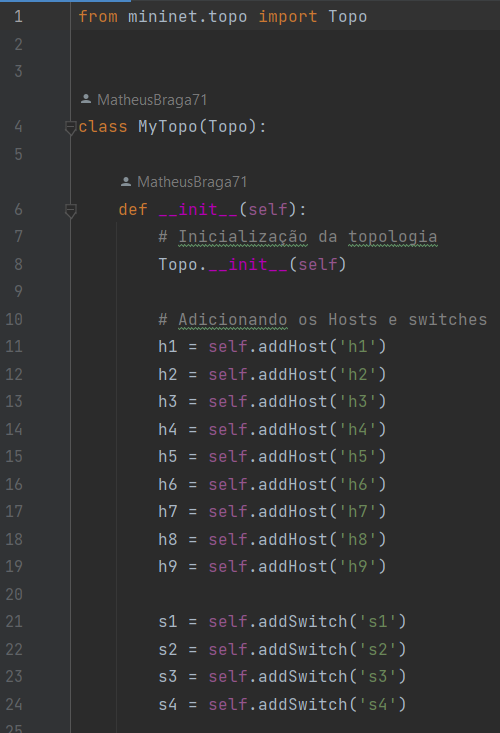 1 from mininet.topo import Topo
2
3
MatheusBraga71
4 class MyTopo(Topo):
5
MatheusBraga71
6 def __init__(self):
7 # Inicialização da topologia
8 Topo.__init__(self)
9
10 # Adicionando os Hosts e switches
11 h1 = self.addHost('h1')
12 h2 = self.addHost('h2')
13 h3 = self.addHost('h3')
14 h4 = self.addHost('h4')
15 h5 = self.addHost('h5')
16 h6 = self.addHost('h6')
17 h7 = self.addHost('h7')
18 h8 = self.addHost('h8')
19 h9 = self.addHost('h9')
20
21 s1 = self.addSwitch('s1')
22 s2 = self.addSwitch('s2')
23 s3 = self.addSwitch('s3')
24 s4 = self.addSwitch('s4')
25